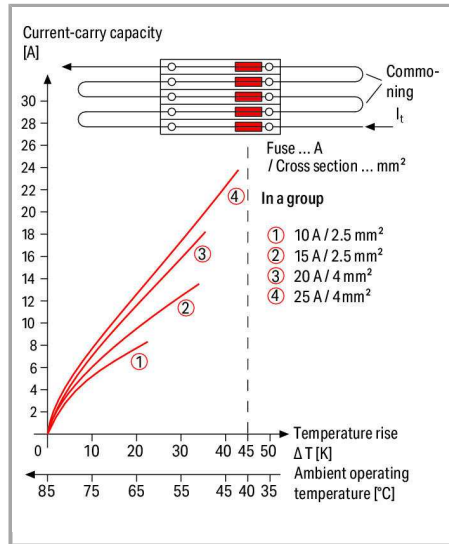 Current-carry capacity
[A]
Commo-
ning
I_t
30
28
26
24
22
20
18
16
14
12
10
8
6
4
2
Fuse ... A
/ Cross section ... mm²
In a group
① 10 A / 2.5 mm²
② 15 A / 2.5 mm²
③ 20 A / 4 mm²
④ 25 A / 4 mm²
④
③
②
①
0 10 20 30 40 45 50
Temperature rise
Δ T [K]
85 75 65 55 45 40 35
Ambient operating
temperature [°C]